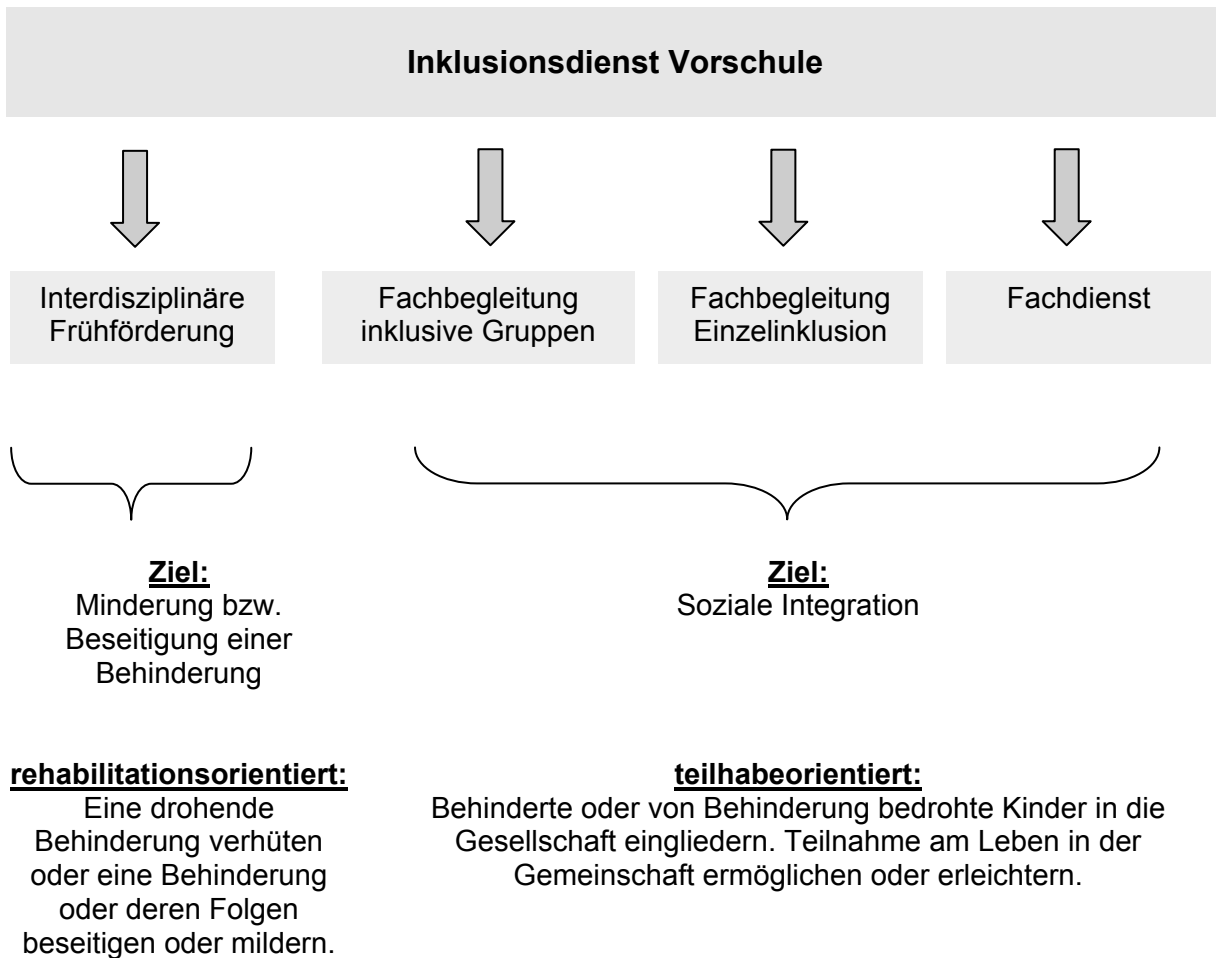 Inklusionsdienst Vorschule
Interdisziplinäre
Frühförderung
Fachbegleitung
inklusive Gruppen
Fachbegleitung
Einzelinklusion
Fachdienst
Ziel:
Minderung bzw.
Beseitigung einer
Behinderung
Ziel:
Soziale Integration
rehabilitationsorientiert:
Eine drohende
Behinderung verhüten
oder eine Behinderung
oder deren Folgen
beseitigen oder mildern.
teilhabeorientiert:
Behinderte oder von Behinderung bedrohte Kinder in die
Gesellschaft eingliedern. Teilnahme am Leben in der
Gemeinschaft ermöglichen oder erleichtern.